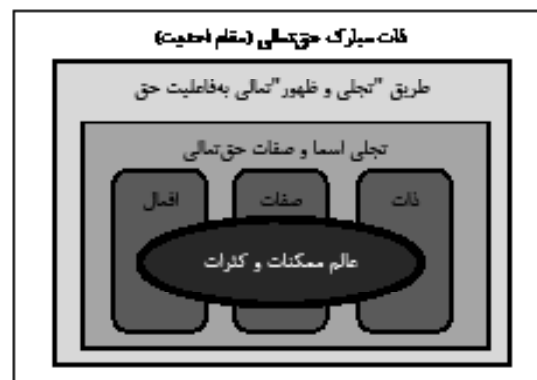 ذات مبارک حق‌تعالی (مقام احدیت)
طریق "تجلی و ظهور" تعالی به‌فاعلیت حق
تجلی اسما و صفات حق‌تعالی
ذات
صفات
افعال
عالم ممکنات و کثرات